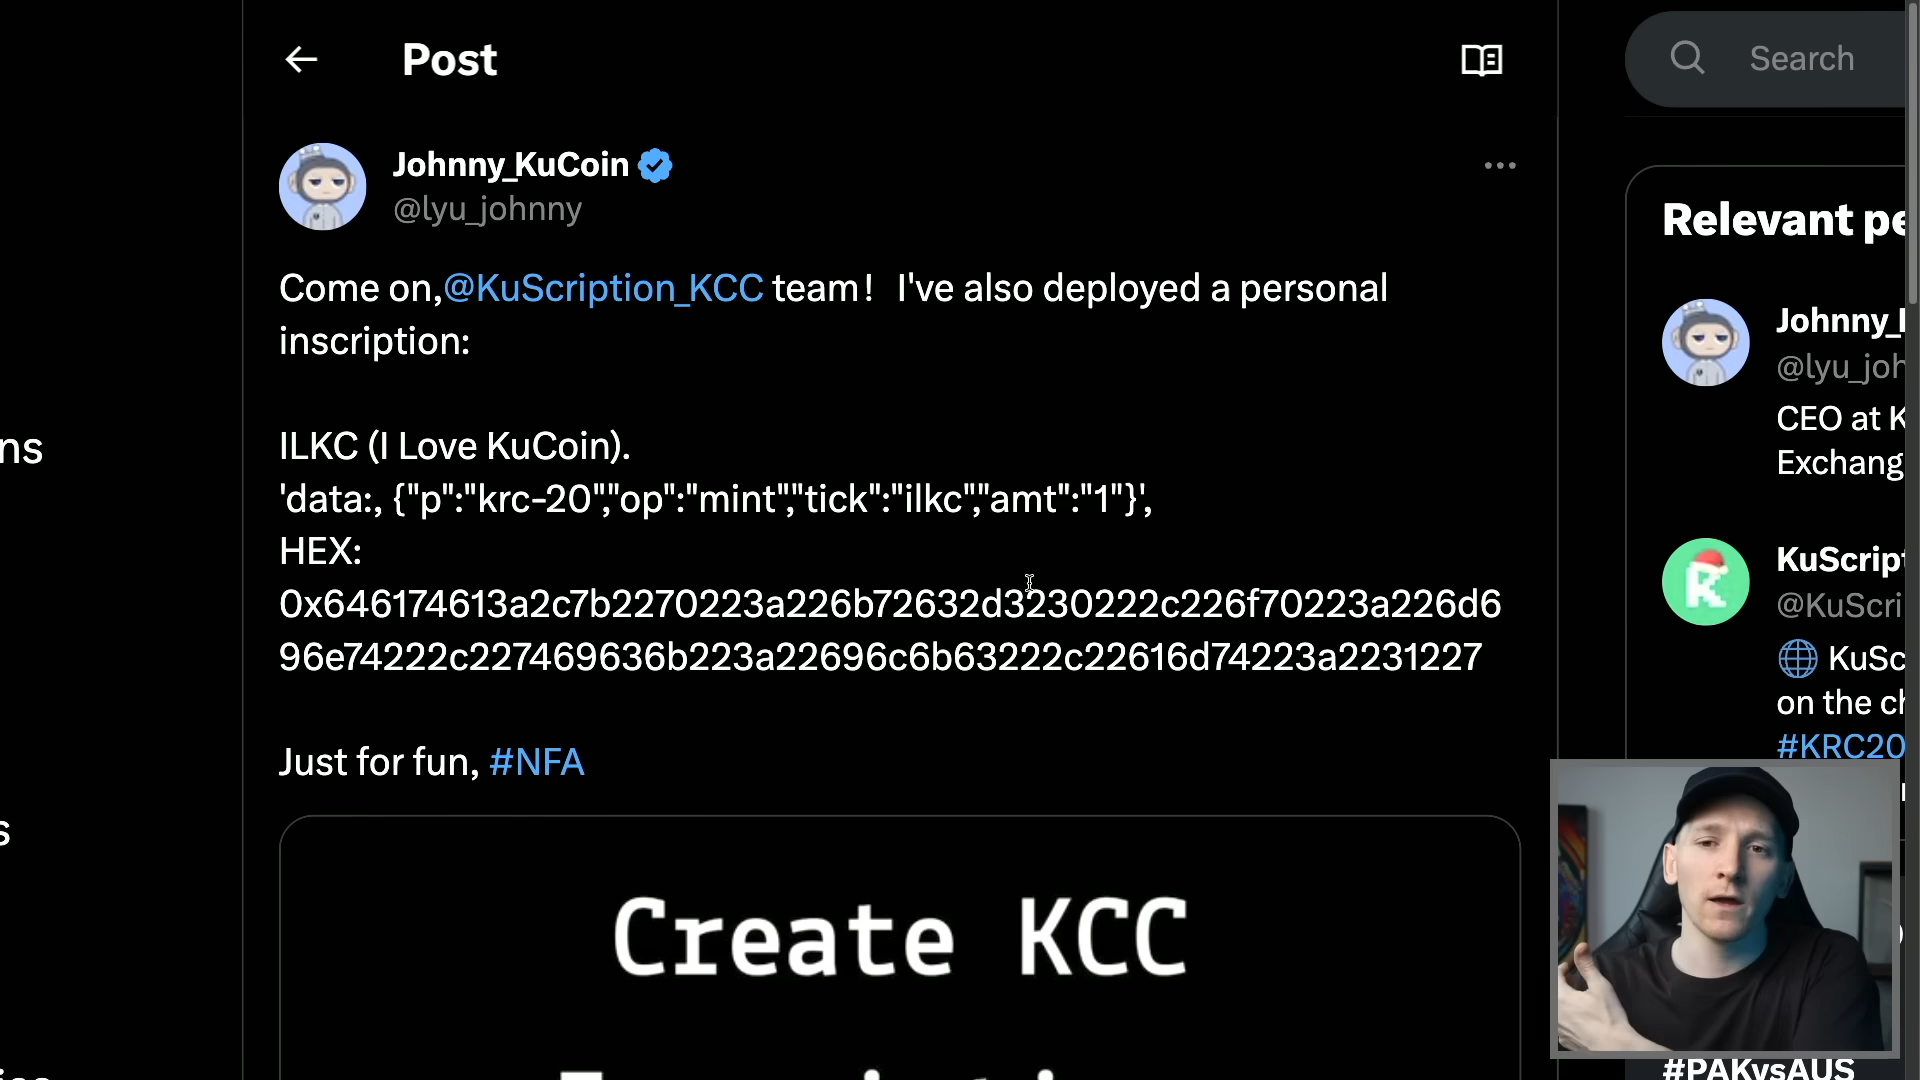 Post
Search
Johnny_KuCoin
@lyu_johnny
Come on,@KuScription_KCC team! I've also deployed a personal
inscription:
ILKC (I Love KuCoin).
'data:, {"p":"krc-20","op":"mint","tick":"ilkc","amt":"1"}',
HEX:
0x646174613a2c7b2270223a226b72632d3230222c226f70223a226d6
96e74222c227469636b223a22696c6b63222c22616d74223a2231227
Just for fun, #NFA
Create KCC
ns
s
Relevant pe
Johnny_
@lyu_joh
CEO at K
Exchang
KuScrip
@KuScri
KuSc
on the ch
#KRC20
#PAKvsAUS